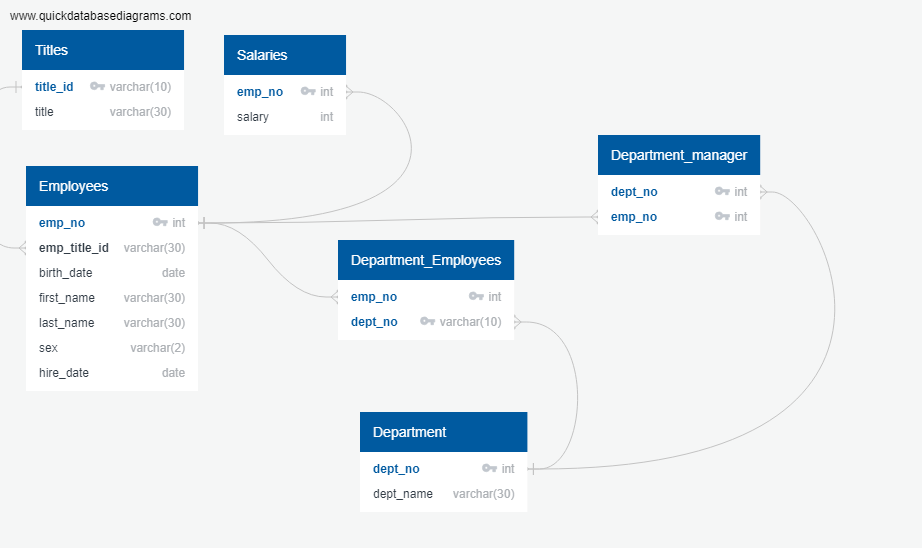 www.quickdatabasediagrams.com
Titles
title_id varchar(10)
title varchar(30)
Salaries
emp_no int
salary int
Department_manager
dept_no int
emp_no int
Employees
emp_no int
emp_title_id varchar(30)
birth_date date
first_name varchar(30)
last_name varchar(30)
sex varchar(2)
hire_date date
Department_Employees
emp_no int
dept_no varchar(10)
Department
dept_no int
dept_name varchar(30)